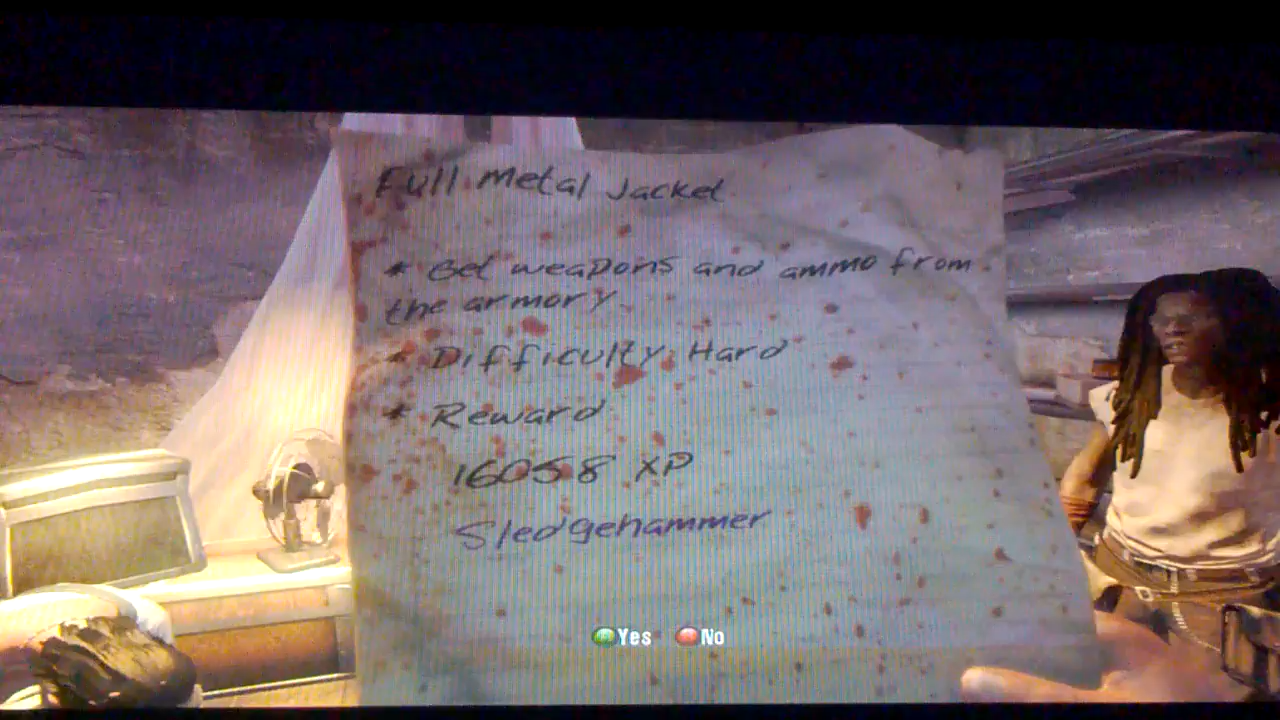 Full Metal Jacket
* Get weapons and ammo from
the armory.
* Difficulty: Hard
* Reward
16058 XP
Sledgehammer
Yes No